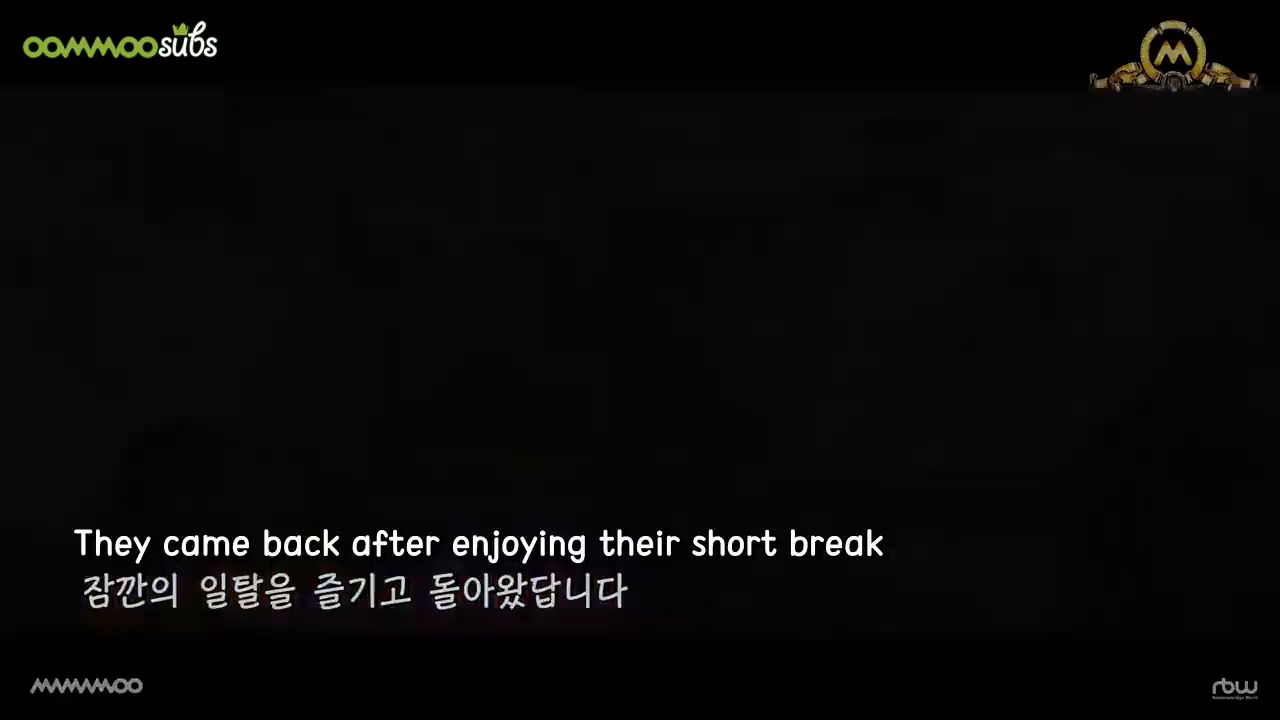 oommoosubs
M
They came back after enjoying their short break
잠깐의 일탈을 즐기고 돌아왔답니다
MAMAMOO
rbw